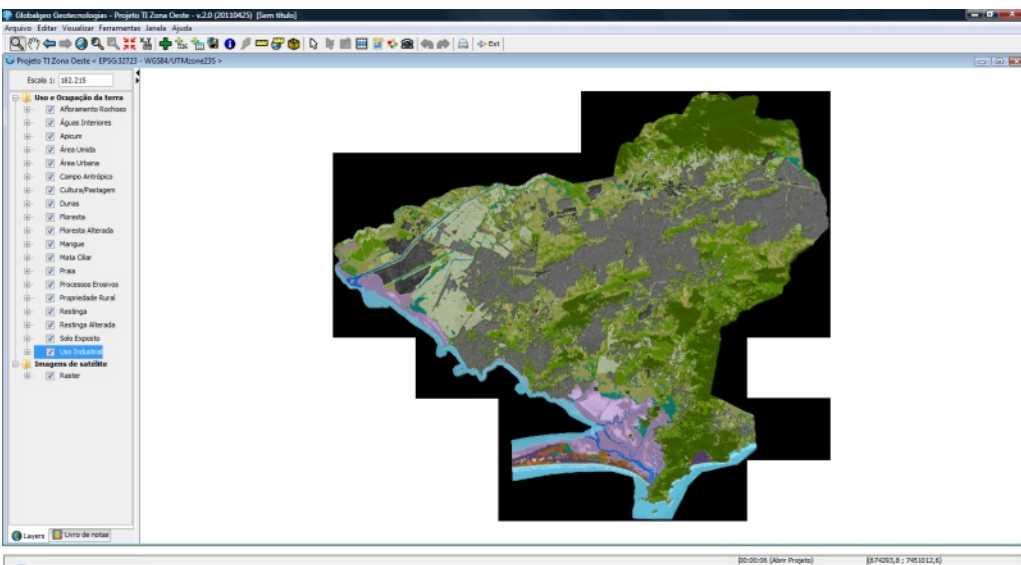 Globalgeo Geotecnologias - Projeto TI Zona Oeste - v.2.0 (20110425) [Sem título]
Arquivo Editar Visualizar Ferramentas Janela Ajuda
Ext
Projeto TI Zona Oeste < EPSG:32723 - WGS84/UTMzone23S >
Escala 1: 182.215
Uso e Ocupação da terra
Afloramento Rochoso
Águas Interiores
Apicum
Área Umida
Área Urbana
Campo Antrópico
Cultura/Pastagem
Dunas
Floresta
Floresta Alterada
Mangue
Mata Ciliar
Praia
Processos Erosivos
Propriedade Rural
Restinga
Restinga Alterada
Solo Exposto
Uso Industrial
Imagens de satélite
Raster
Layers Livro de notas
00:00:06 (Abrir Projeto) (674293,8 ; 7451012,6)